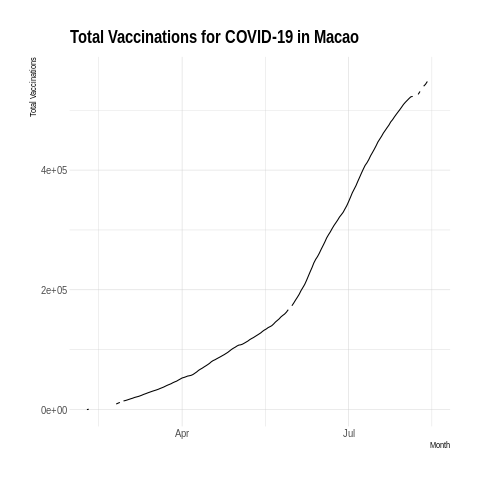 Total Vaccinations for COVID-19 in Macao
Total Vaccinations
4e+05
2e+05
0e+00
Apr
Jul
Month